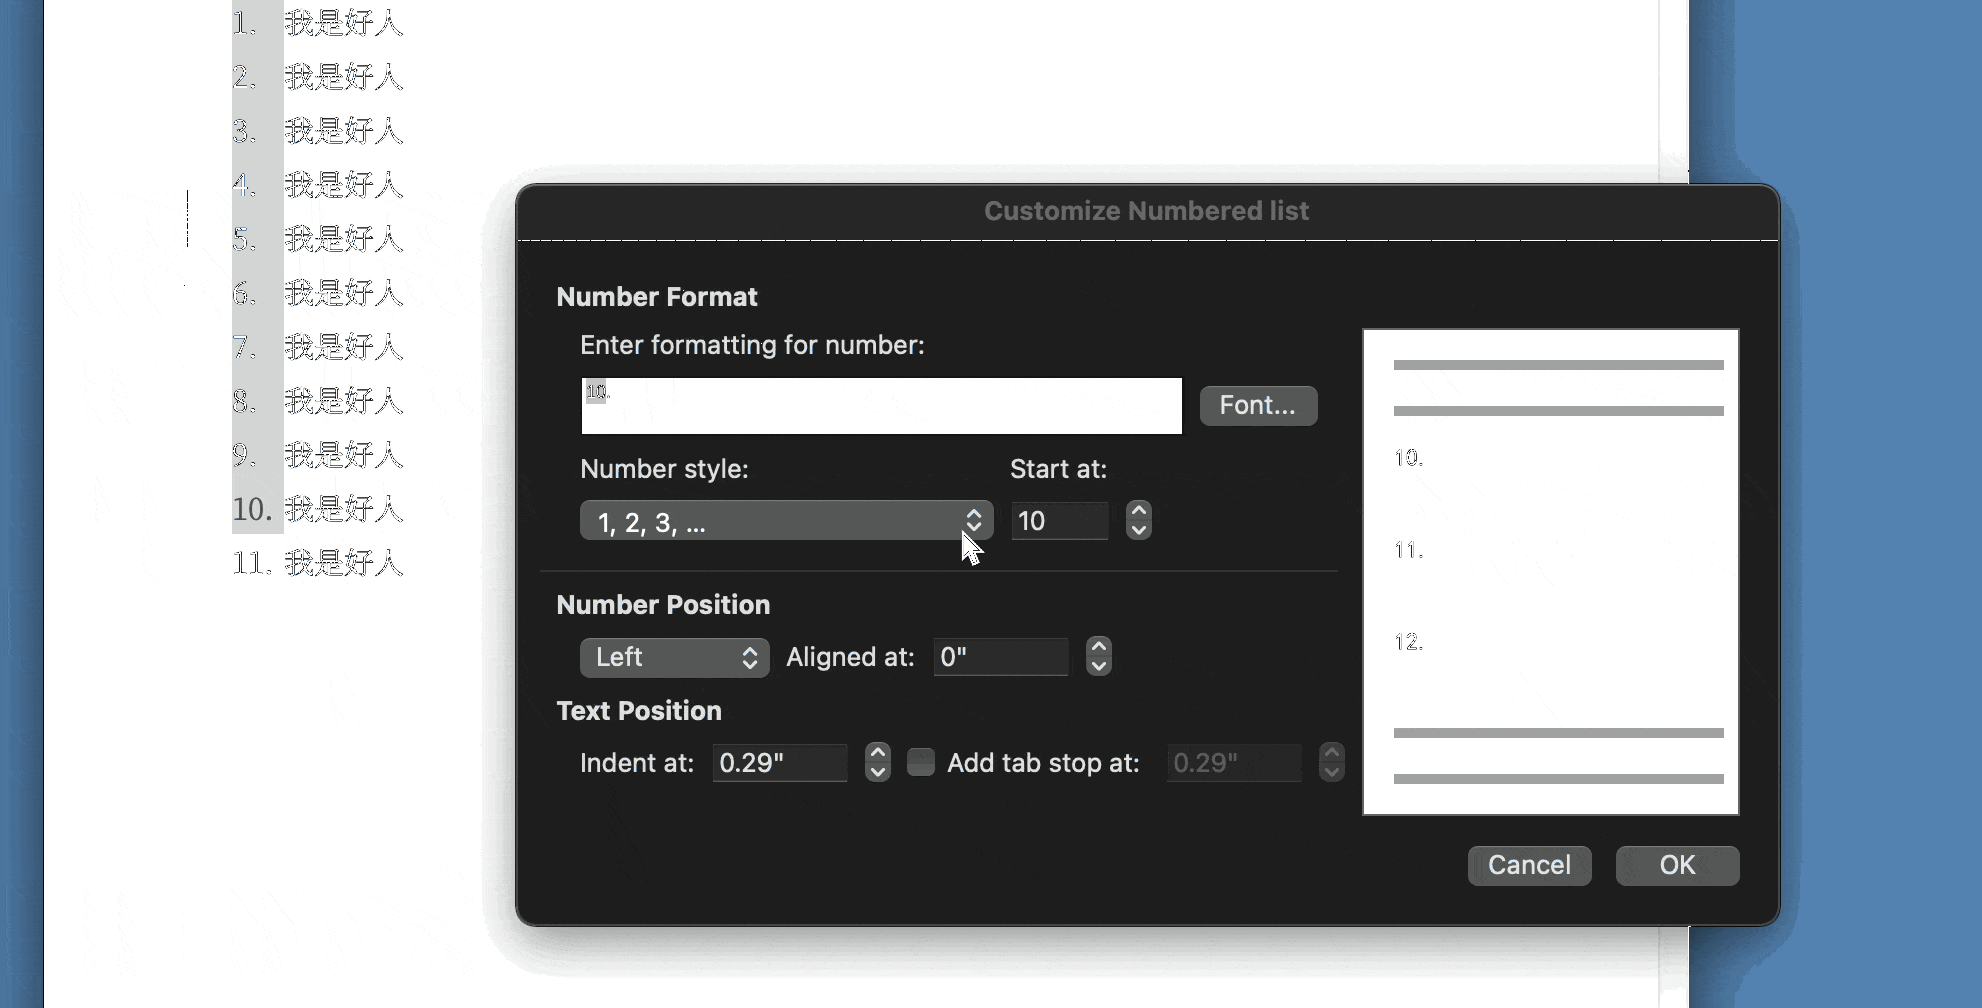 1. 我是好人
2. 我是好人
3. 我是好人
4. 我是好人
5. 我是好人
6. 我是好人
7. 我是好人
8. 我是好人
9. 我是好人
10. 我是好人
11. 我是好人
Customize Numbered list
Number Format
Enter formatting for number:
10.
Font...
Number style:
Start at:
1, 2, 3, ...
10
Number Position
Left
Aligned at:
0"
Text Position
Indent at:
0.29"
Add tab stop at:
0.29"
10.
11.
12.
Cancel
OK